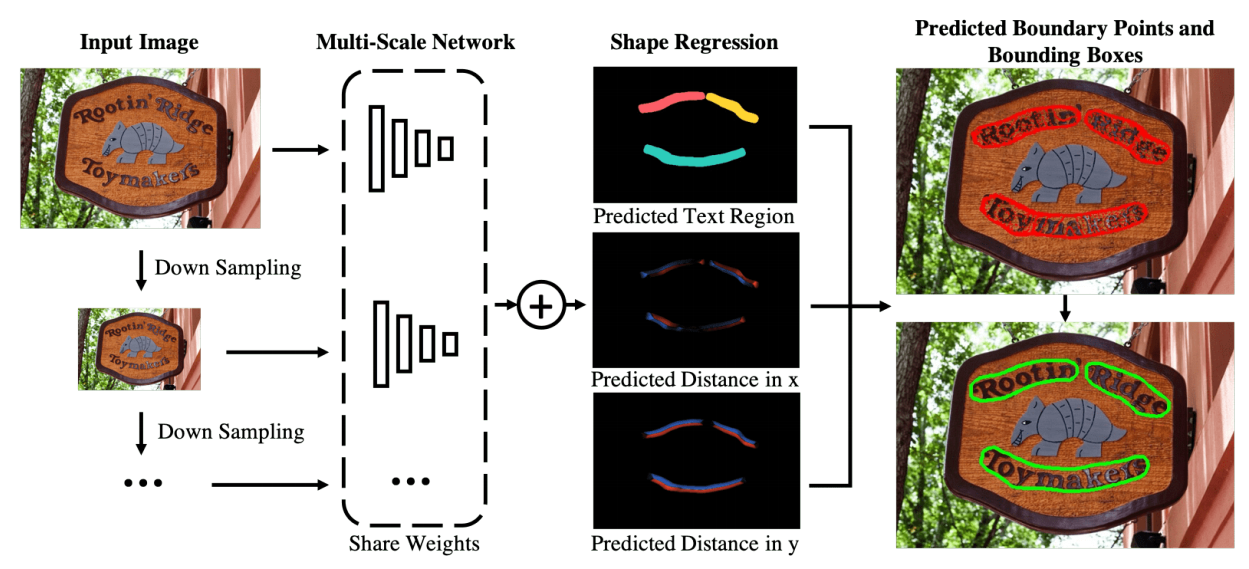 Input Image
Multi-Scale Network
Shape Regression
Predicted Boundary Points and
Bounding Boxes
Rootin' Ridge
Toymakers
Down Sampling
Rootin' Ridge
Toymakers
Down Sampling
...
...
Share Weights
+
Predicted Text Region
Predicted Distance in x
Predicted Distance in y
Rootin' Ridge
Toymakers
Rootin' Ridge
Toymakers